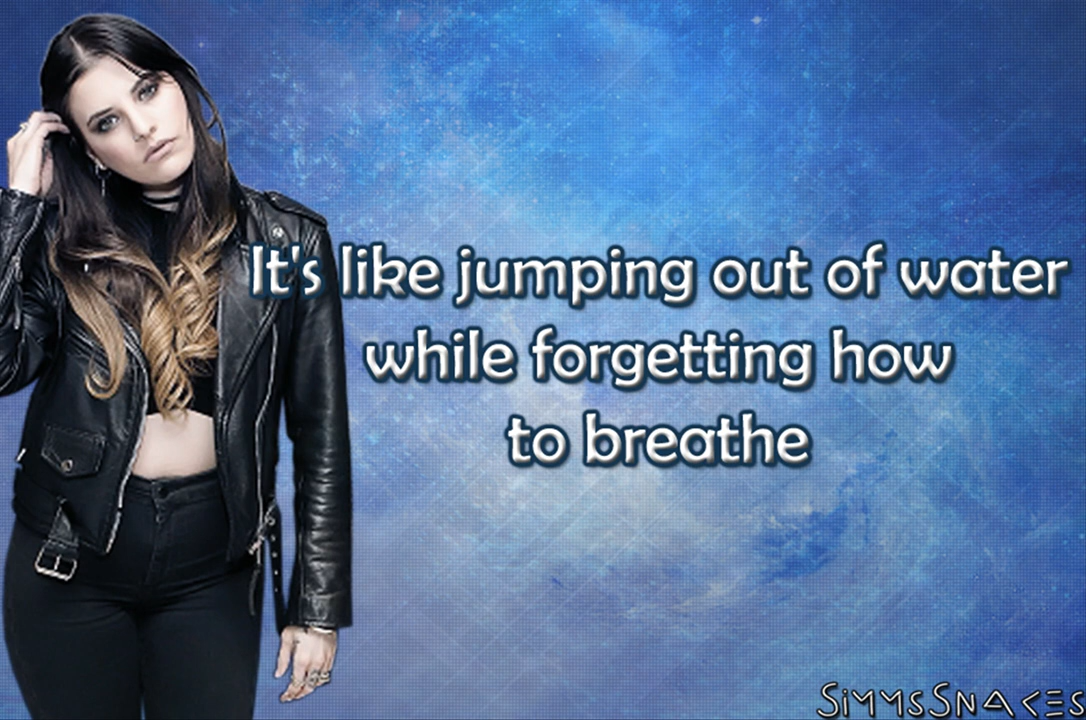 It's like jumping out of water
while forgetting how
to breathe
SimmsSnakes